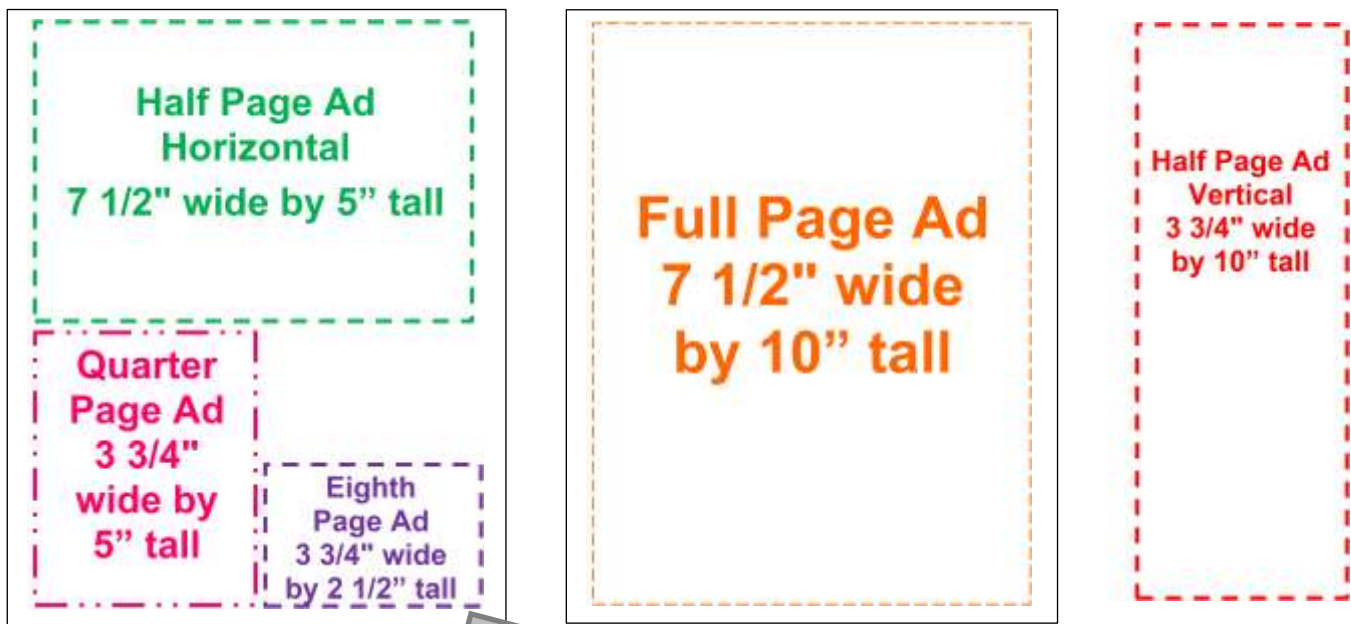 Half Page Ad
Horizontal
7 1/2" wide by 5” tall
Quarter
Page Ad
3 3/4"
wide by
5” tall
Eighth
Page Ad
3 3/4" wide
by 2 1/2” tall
Full Page Ad
7 1/2" wide
by 10” tall
Half Page Ad
Vertical
3 3/4" wide
by 10” tall